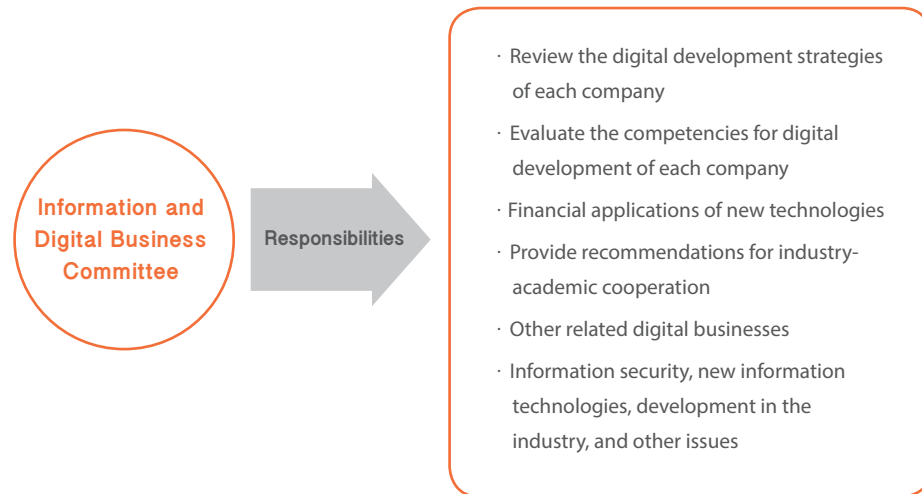 Information and
Digital Business
Committee
Responsibilities
· Review the digital development strategies
of each company
· Evaluate the competencies for digital
development of each company
· Financial applications of new technologies
· Provide recommendations for industry-
academic cooperation
· Other related digital businesses
· Information security, new information
technologies, development in the
industry, and other issues